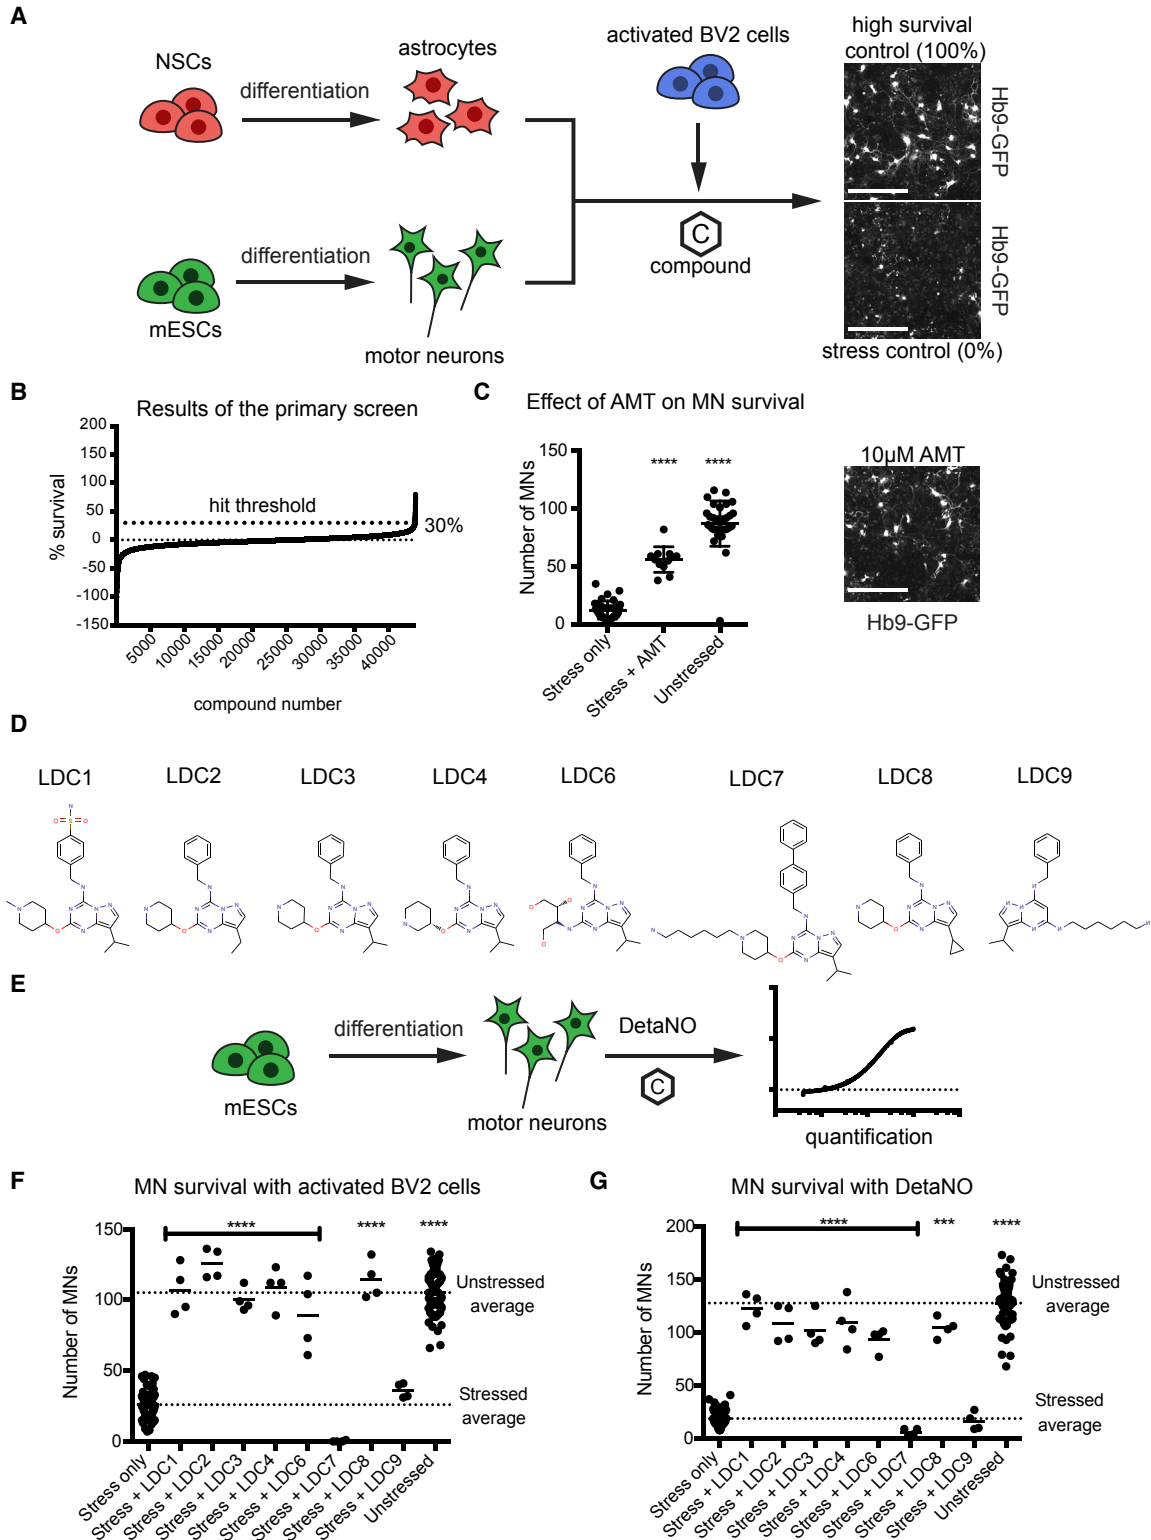 A
NSCs
differentiation
astrocytes
activated BV2 cells
high survival
control (100%)
Hb9-GFP
C
compound
mESCs
differentiation
motor neurons
Hb9-GFP
stress control (0%)
B
Results of the primary screen
% survival
200
150
100
50
0
-50
-100
-150
hit threshold
30%
5000
10000
15000
20000
25000
30000
35000
40000
compound number
C
Effect of AMT on MN survival
Number of MNs
150
100
50
0
****
****
Stress only
Stress + AMT
Unstressed
10µM AMT
Hb9-GFP
D
LDC1
LDC2
LDC3
LDC4
LDC6
LDC7
LDC8
LDC9
E
mESCs
differentiation
motor neurons
DetaNO
C
quantification
F
MN survival with activated BV2 cells
Number of MNs
150
100
50
0
****
****
****
Unstressed
average
Stressed
average
Stress only
Stress + LDC1
Stress + LDC2
Stress + LDC3
Stress + LDC4
Stress + LDC6
Stress + LDC7
Stress + LDC8
Stress + LDC9
Unstressed
G
MN survival with DetaNO
Number of MNs
200
150
100
50
0
****
***
****
Unstressed
average
Stressed
average
Stress only
Stress + LDC1
Stress + LDC2
Stress + LDC3
Stress + LDC4
Stress + LDC6
Stress + LDC7
Stress + LDC8
Stress + LDC9
Unstressed